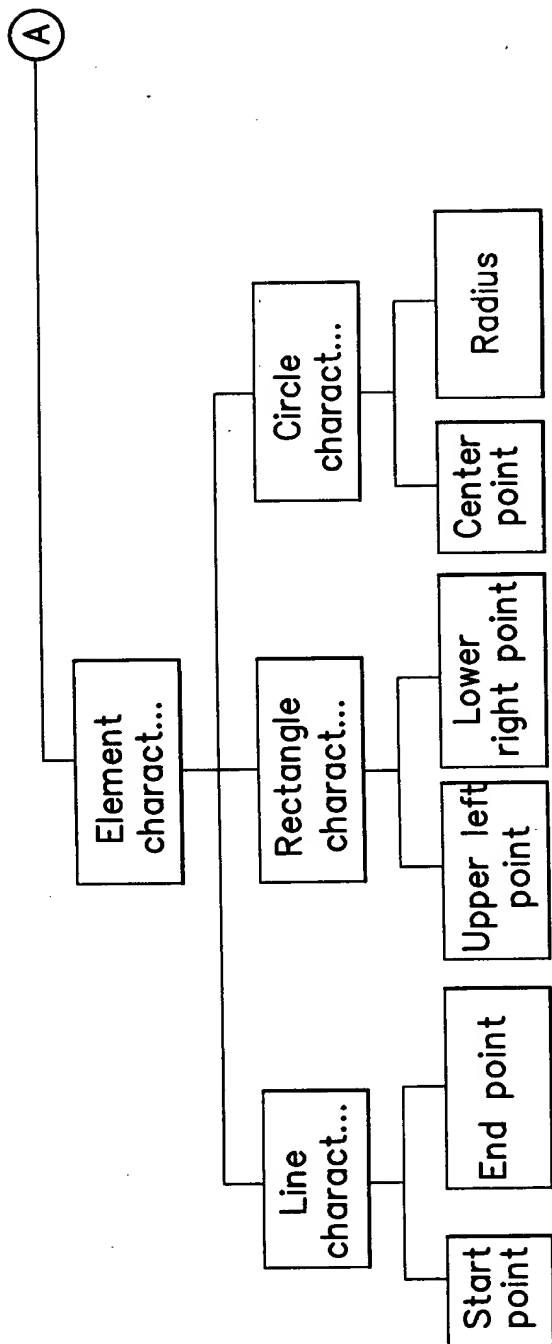 A
Element
charact...
Line
charact...
Rectangle
charact...
Circle
charact...
Start
point
End point
Upper left
point
Lower
right point
Center
point
Radius